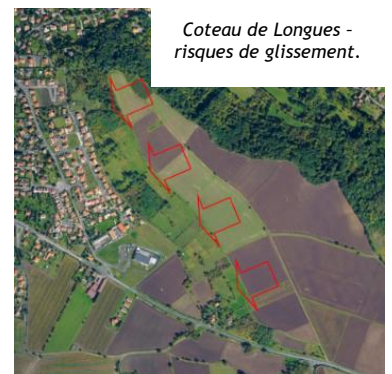 Coteau de Longues –
risques de glissement.